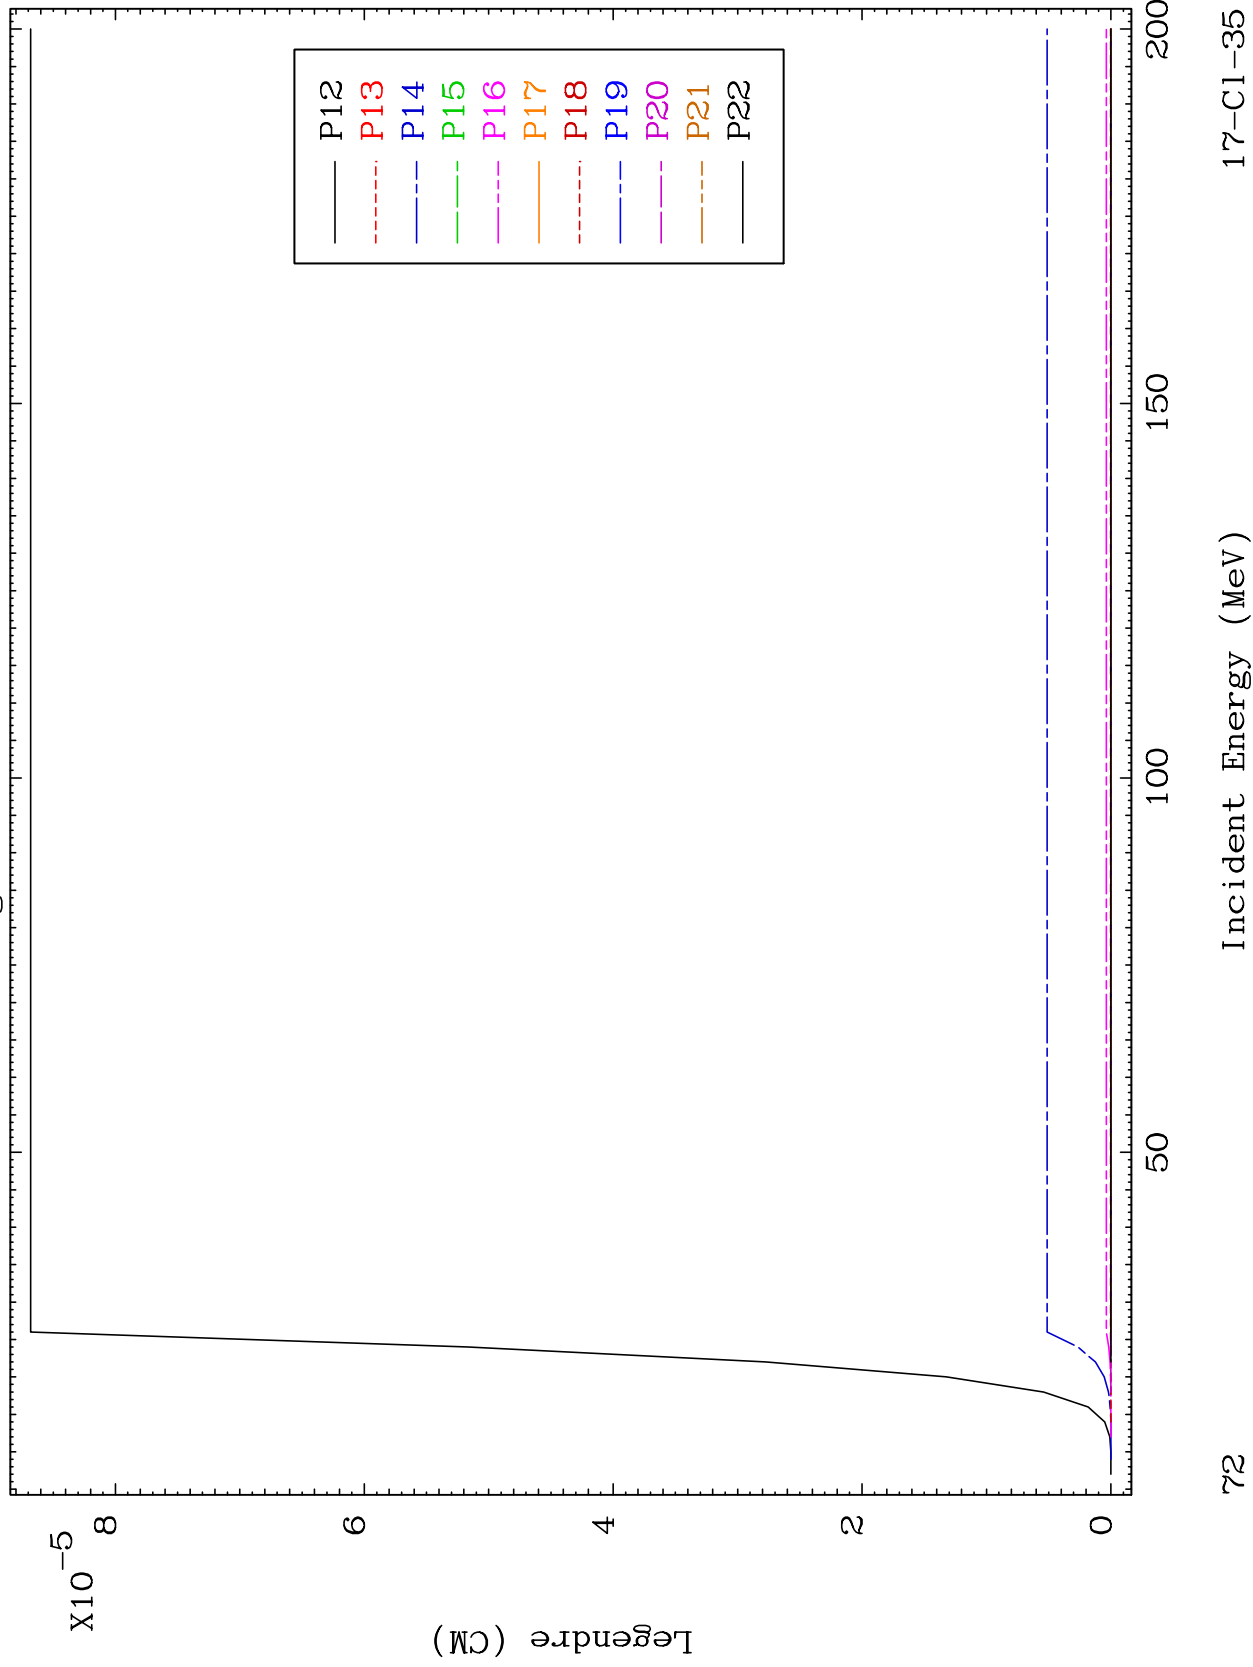 X10-5
8
6
4
2
0
Legendre (CM)
P12
P13
P14
P15
P16
P17
P18
P19
P20
P21
P22
50
100
150
200
Incident Energy (MeV)
72
17-Cl-35